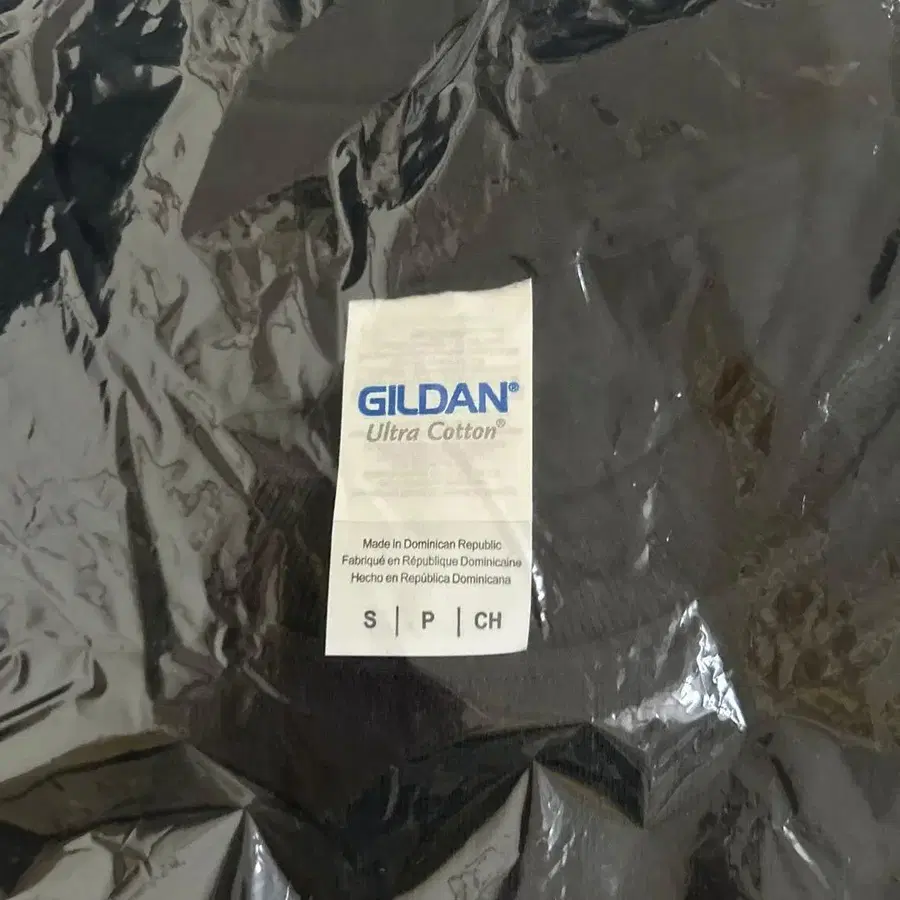 GILDAN®
Ultra Cotton®
Made in Dominican Republic
Fabriqué en République Dominicaine
Hecho en República Dominicana
S | P | CH